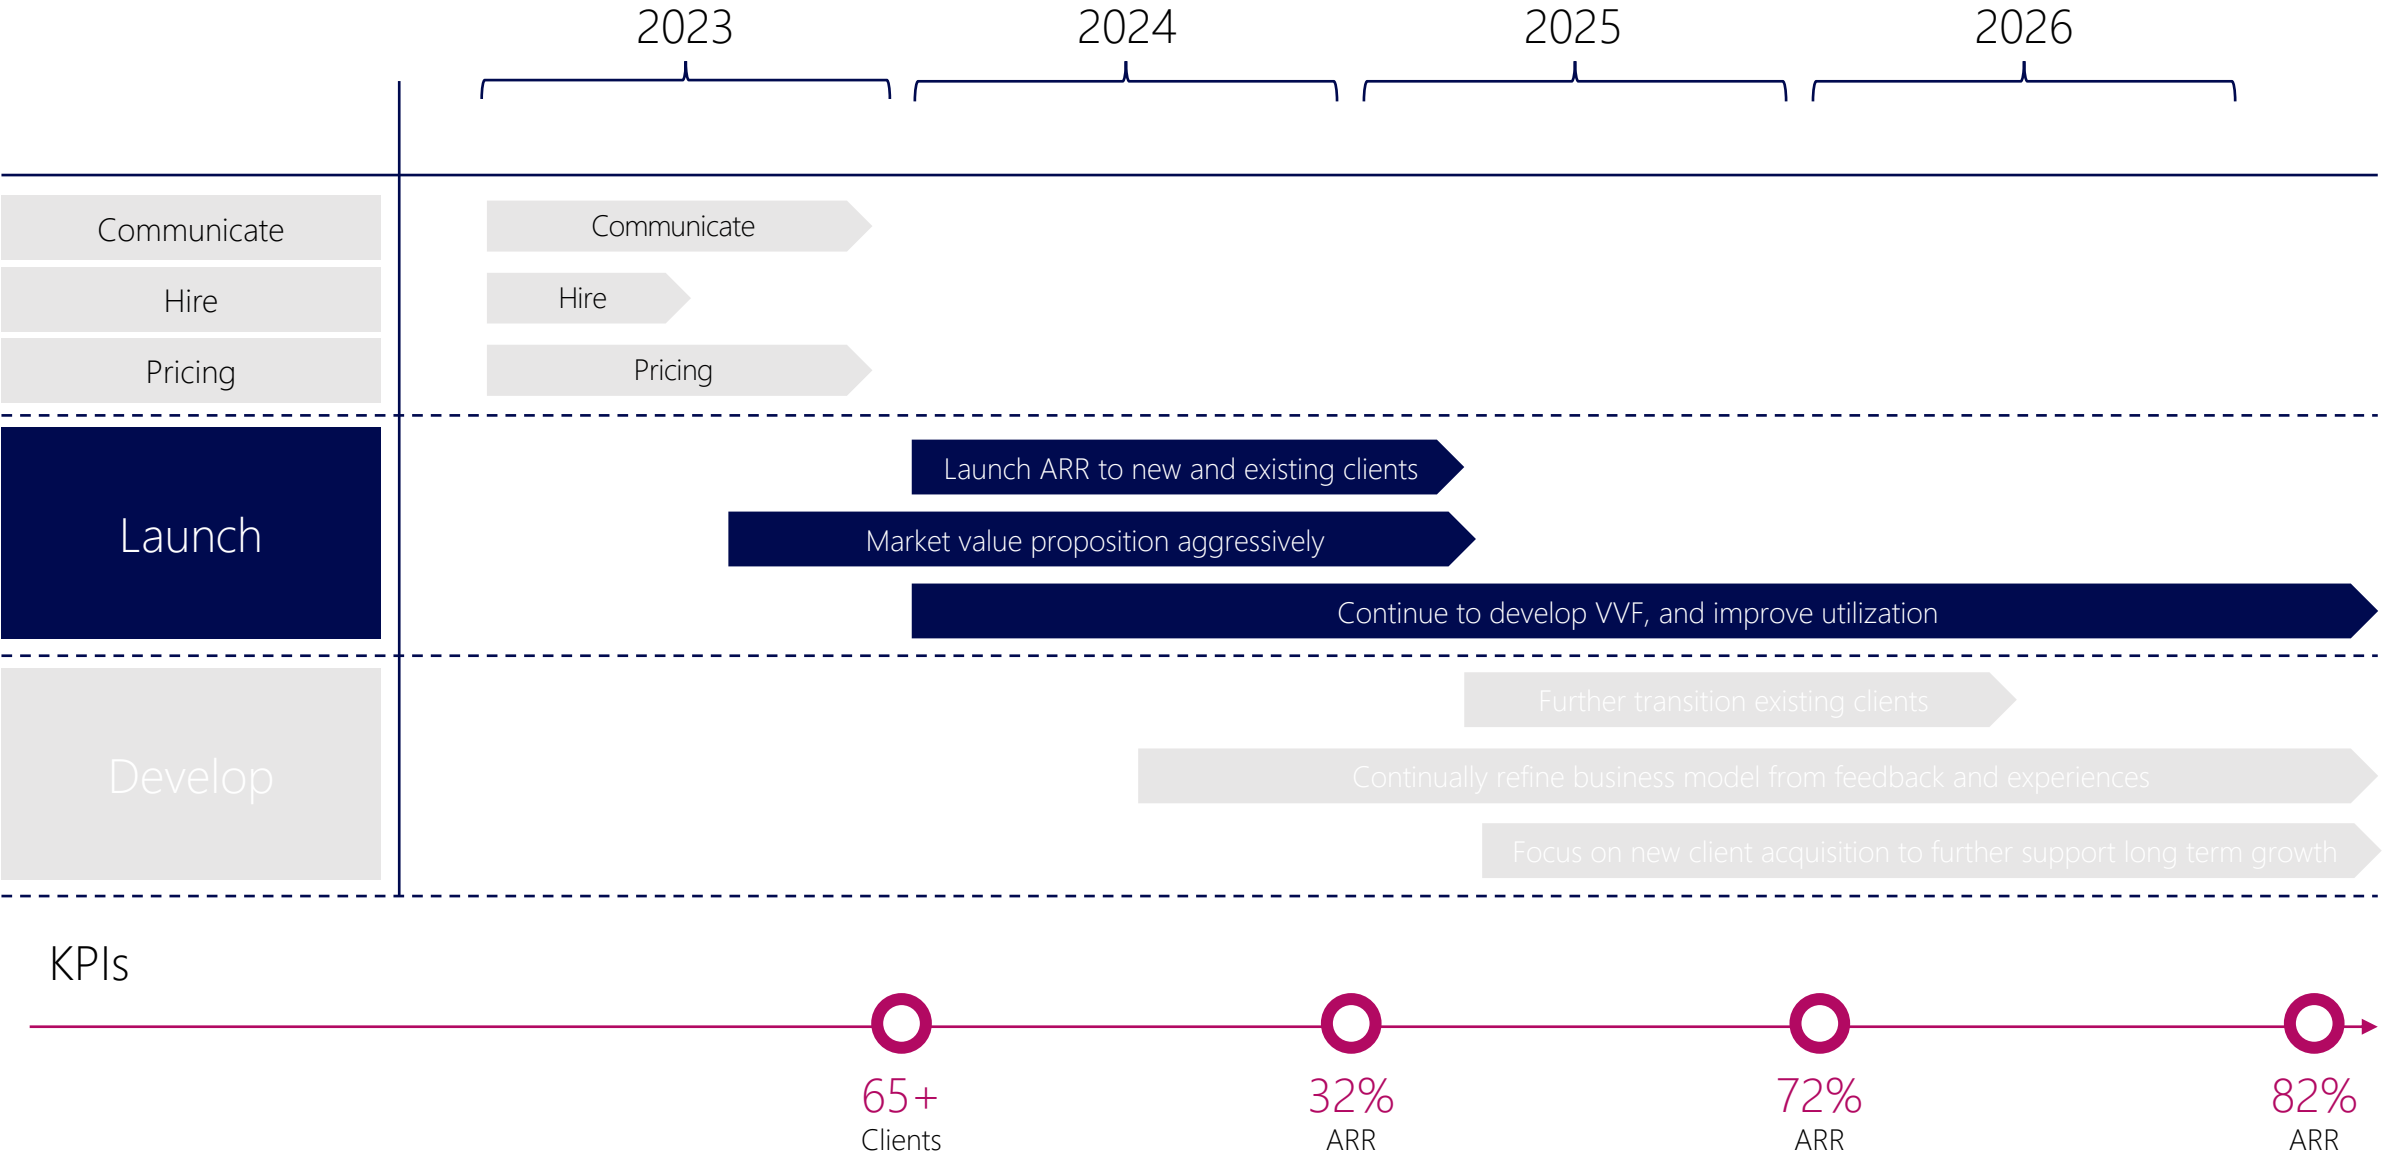 2023 2024 2025 2026
Communicate Communicate
Hire Hire
Pricing Pricing
Launch
Launch ARR to new and existing clients
Market value proposition aggressively
Continue to develop VVF, and improve utilization
Develop
Further transition existing clients
Continually refine business model from feedback and experiences
Focus on new client acquisition to further support long term growth
KPIs
65+ 32% 72% 82%
Clients ARR ARR ARR